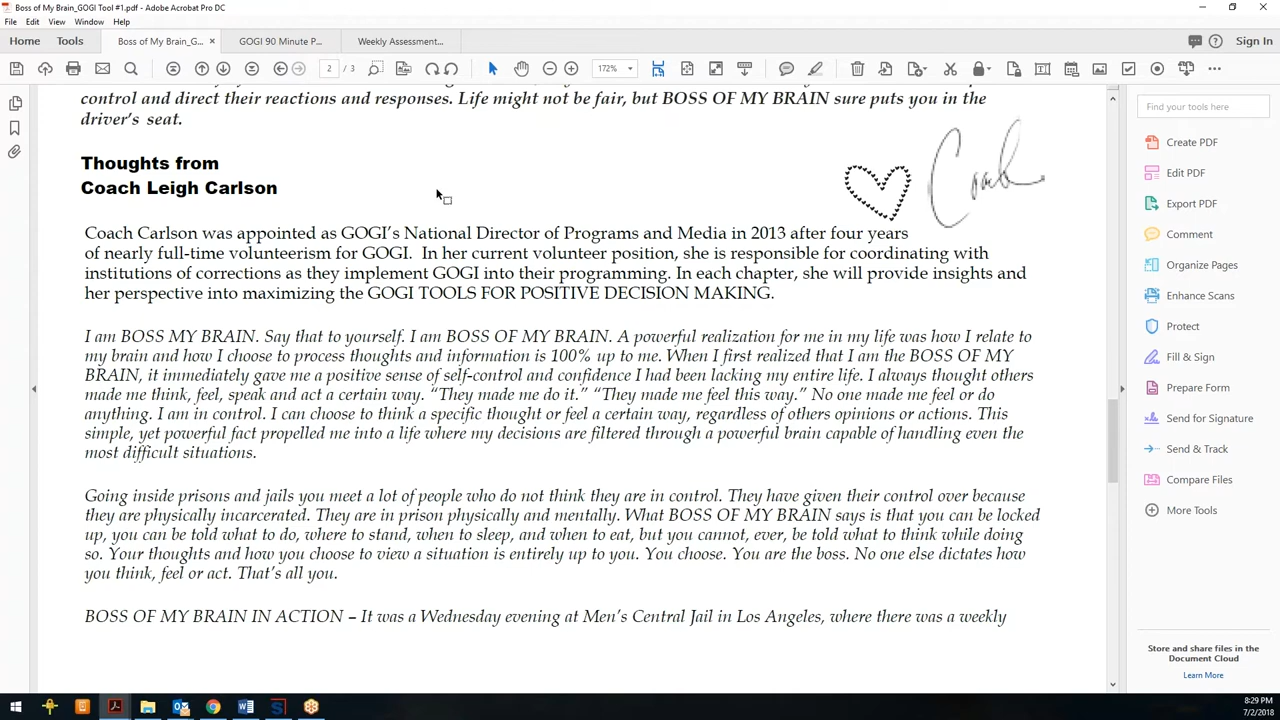 Boss of My Brain_GOGI Tool #1.pdf - Adobe Acrobat Pro DC
File Edit View Window Help
Home Tools Boss of My Brain_G... × GOGI 90 Minute P... Weekly Assessment... Sign In
2 / 3 172%
control and direct their reactions and responses. Life might not be fair, but BOSS OF MY BRAIN sure puts you in the
driver's seat.
Thoughts from
Coach Leigh Carlson
Coach
Coach Carlson was appointed as GOGI's National Director of Programs and Media in 2013 after four years
of nearly full-time volunteerism for GOGI. In her current volunteer position, she is responsible for coordinating with
institutions of corrections as they implement GOGI into their programming. In each chapter, she will provide insights and
her perspective into maximizing the GOGI TOOLS FOR POSITIVE DECISION MAKING.
I am BOSS MY BRAIN. Say that to yourself. I am BOSS OF MY BRAIN. A powerful realization for me in my life was how I relate to
my brain and how I choose to process thoughts and information is 100% up to me. When I first realized that I am the BOSS OF MY
BRAIN, it immediately gave me a positive sense of self-control and confidence I had been lacking my entire life. I always thought others
made me think, feel, speak and act a certain way. "They made me do it." "They made me feel this way." No one made me feel or do
anything. I am in control. I can choose to think a specific thought or feel a certain way, regardless of others opinions or actions. This
simple, yet powerful fact propelled me into a life where my decisions are filtered through a powerful brain capable of handling even the
most difficult situations.
Going inside prisons and jails you meet a lot of people who do not think they are in control. They have given their control over because
they are physically incarcerated. They are in prison physically and mentally. What BOSS OF MY BRAIN says is that you can be locked
up, you can be told what to do, where to stand, when to sleep, and when to eat, but you cannot, ever, be told what to think while doing
so. Your thoughts and how you choose to view a situation is entirely up to you. You choose. You are the boss. No one else dictates how
you think, feel or act. That's all you.
BOSS OF MY BRAIN IN ACTION – It was a Wednesday evening at Men's Central Jail in Los Angeles, where there was a weekly
Find your tools here
Create PDF
Edit PDF
Export PDF
Comment
Organize Pages
Enhance Scans
Protect
Fill & Sign
Prepare Form
Send for Signature
Send & Track
Compare Files
More Tools
Store and share files in the
Document Cloud
Learn More
8:29 PM
7/2/2018